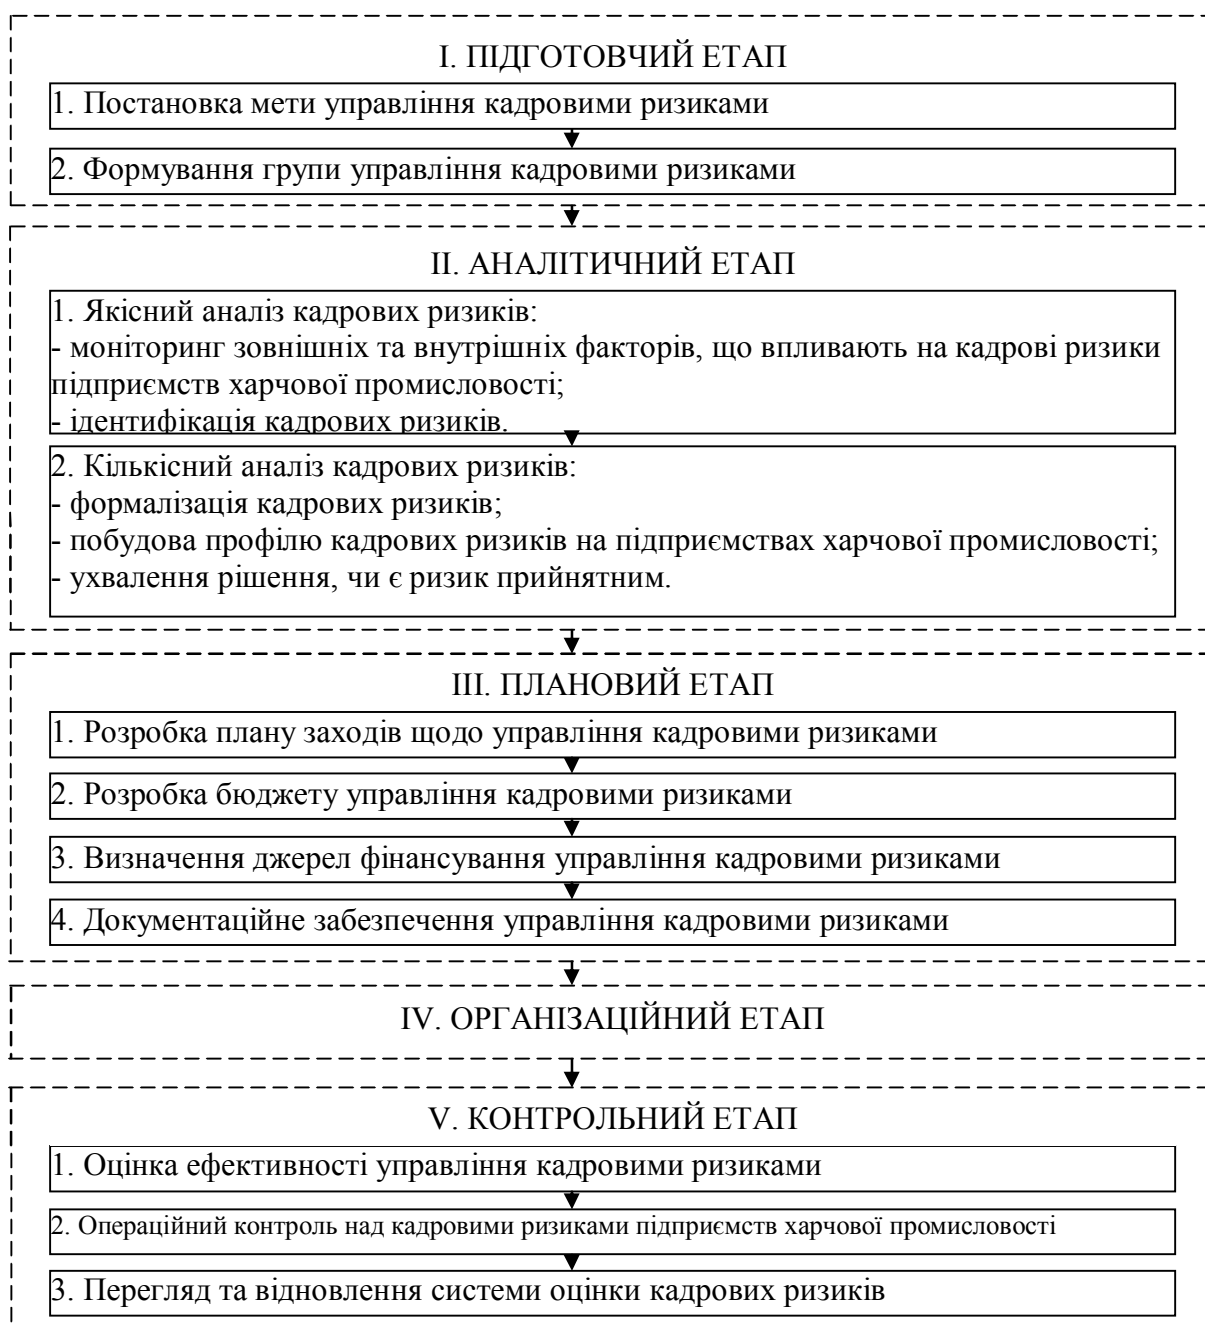 І. ПІДГОТОВЧИЙ ЕТАП
1. Постановка мети управління кадровими ризиками
2. Формування групи управління кадровими ризиками
ІІ. АНАЛІТИЧНИЙ ЕТАП
1. Якісний аналіз кадрових ризиків:
- моніторинг зовнішніх та внутрішніх факторів, що впливають на кадрові ризики
підприємств харчової промисловості;
- ідентифікація кадрових ризиків.
2. Кількісний аналіз кадрових ризиків:
- формалізація кадрових ризиків;
- побудова профілю кадрових ризиків на підприємствах харчової промисловості;
- ухвалення рішення, чи є ризик прийнятним.
ІІІ. ПЛАНОВИЙ ЕТАП
1. Розробка плану заходів щодо управління кадровими ризиками
2. Розробка бюджету управління кадровими ризиками
3. Визначення джерел фінансування управління кадровими ризиками
4. Документаційне забезпечення управління кадровими ризиками
IV. ОРГАНІЗАЦІЙНИЙ ЕТАП
V. КОНТРОЛЬНИЙ ЕТАП
1. Оцінка ефективності управління кадровими ризиками
2. Операційний контроль над кадровими ризиками підприємств харчової промисловості
3. Перегляд та відновлення системи оцінки кадрових ризиків